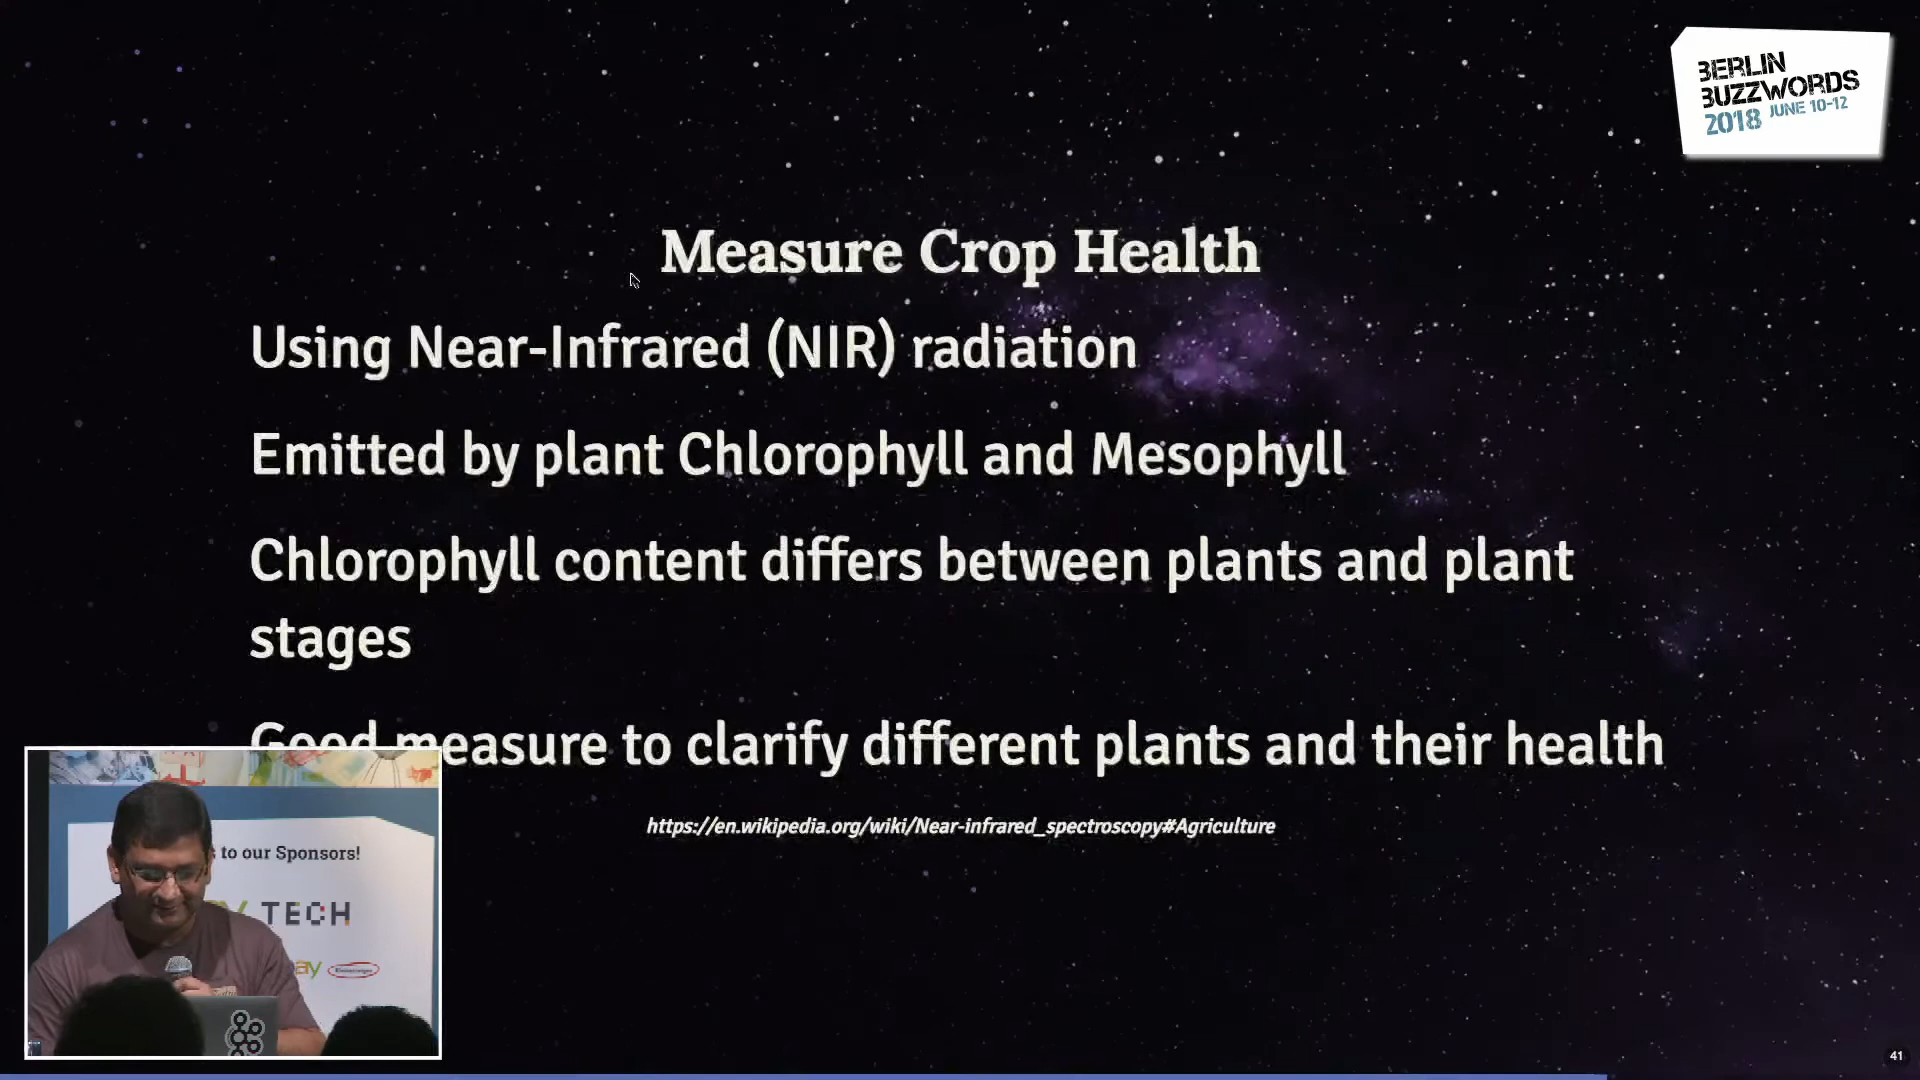 BERLIN
BUZZWORDS
2018 JUNE 10-12
Measure Crop Health
Using Near-Infrared (NIR) radiation
Emitted by plant Chlorophyll and Mesophyll
Chlorophyll content differs between plants and plant
stages
Good measure to clarify different plants and their health
https://en.wikipedia.org/wiki/Near-infrared_spectroscopy#Agriculture
to our Sponsors!
TECH
41